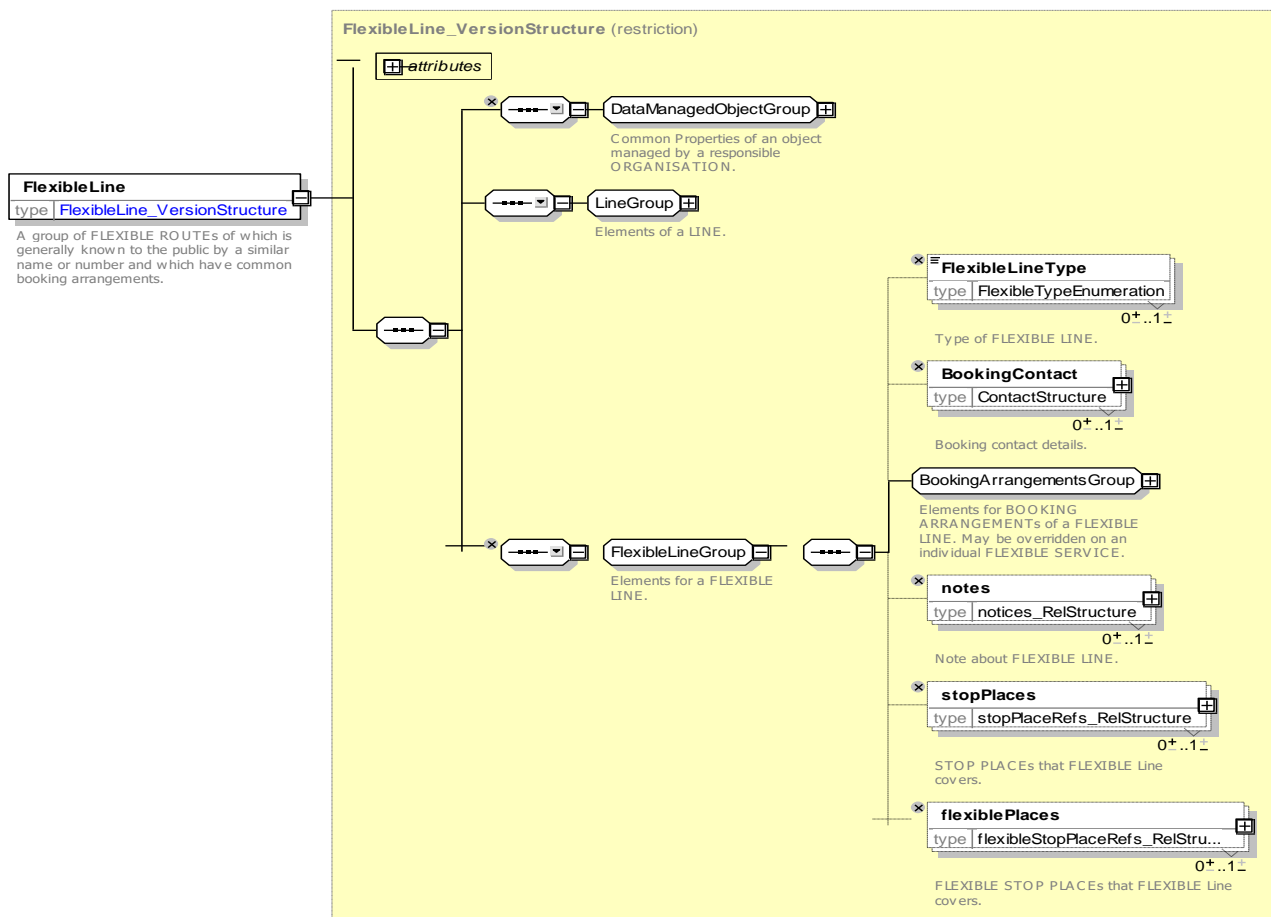 FlexibleLine_VersionStructure (restriction)
attributes
DataManagedObjectGroup
Common Properties of an object
managed by a responsible
ORGANISATION.
FlexibleLine
type FlexibleLine_VersionStructure
A group of FLEXIBLE ROUTEs of which is
generally known to the public by a similar
name or number and which have common
booking arrangements.
LineGroup
Elements of a LINE.
FlexibleLineType
type FlexibleTypeEnumeration
0..1
Type of FLEXIBLE LINE.
BookingContact
type ContactStructure
0..1
Booking contact details.
BookingArrangementsGroup
Elements for BOOKING
ARRANGEMENTs of a FLEXIBLE
LINE. May be overridden on an
individual FLEXIBLE SERVICE.
FlexibleLineGroup
Elements for a FLEXIBLE
LINE.
notes
type notices_RelStructure
0..1
Note about FLEXIBLE LINE.
stopPlaces
type stopPlaceRefs_RelStructure
0..1
STOP PLACEs that FLEXIBLE Line
covers.
flexiblePlaces
type flexibleStopPlaceRefs_RelStru...
0..1
FLEXIBLE STOP PLACEs that FLEXIBLE Line
covers.